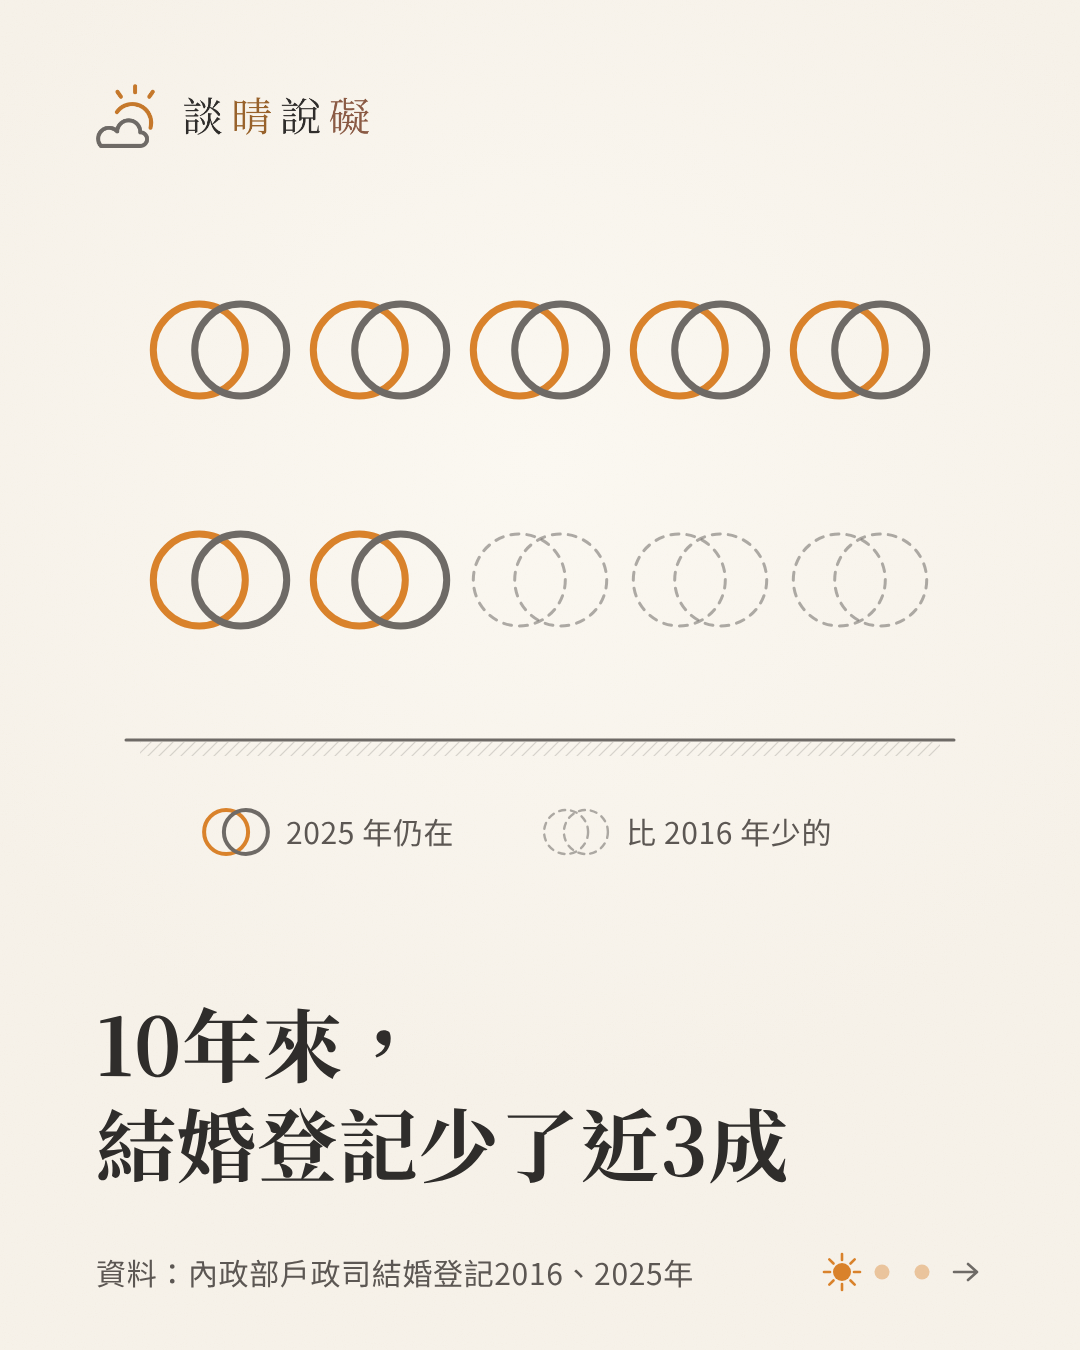 談晴說礙
2025 年仍在
比 2016 年少的
10年來，
結婚登記少了近3成
資料：內政部戶政司結婚登記2016、2025年